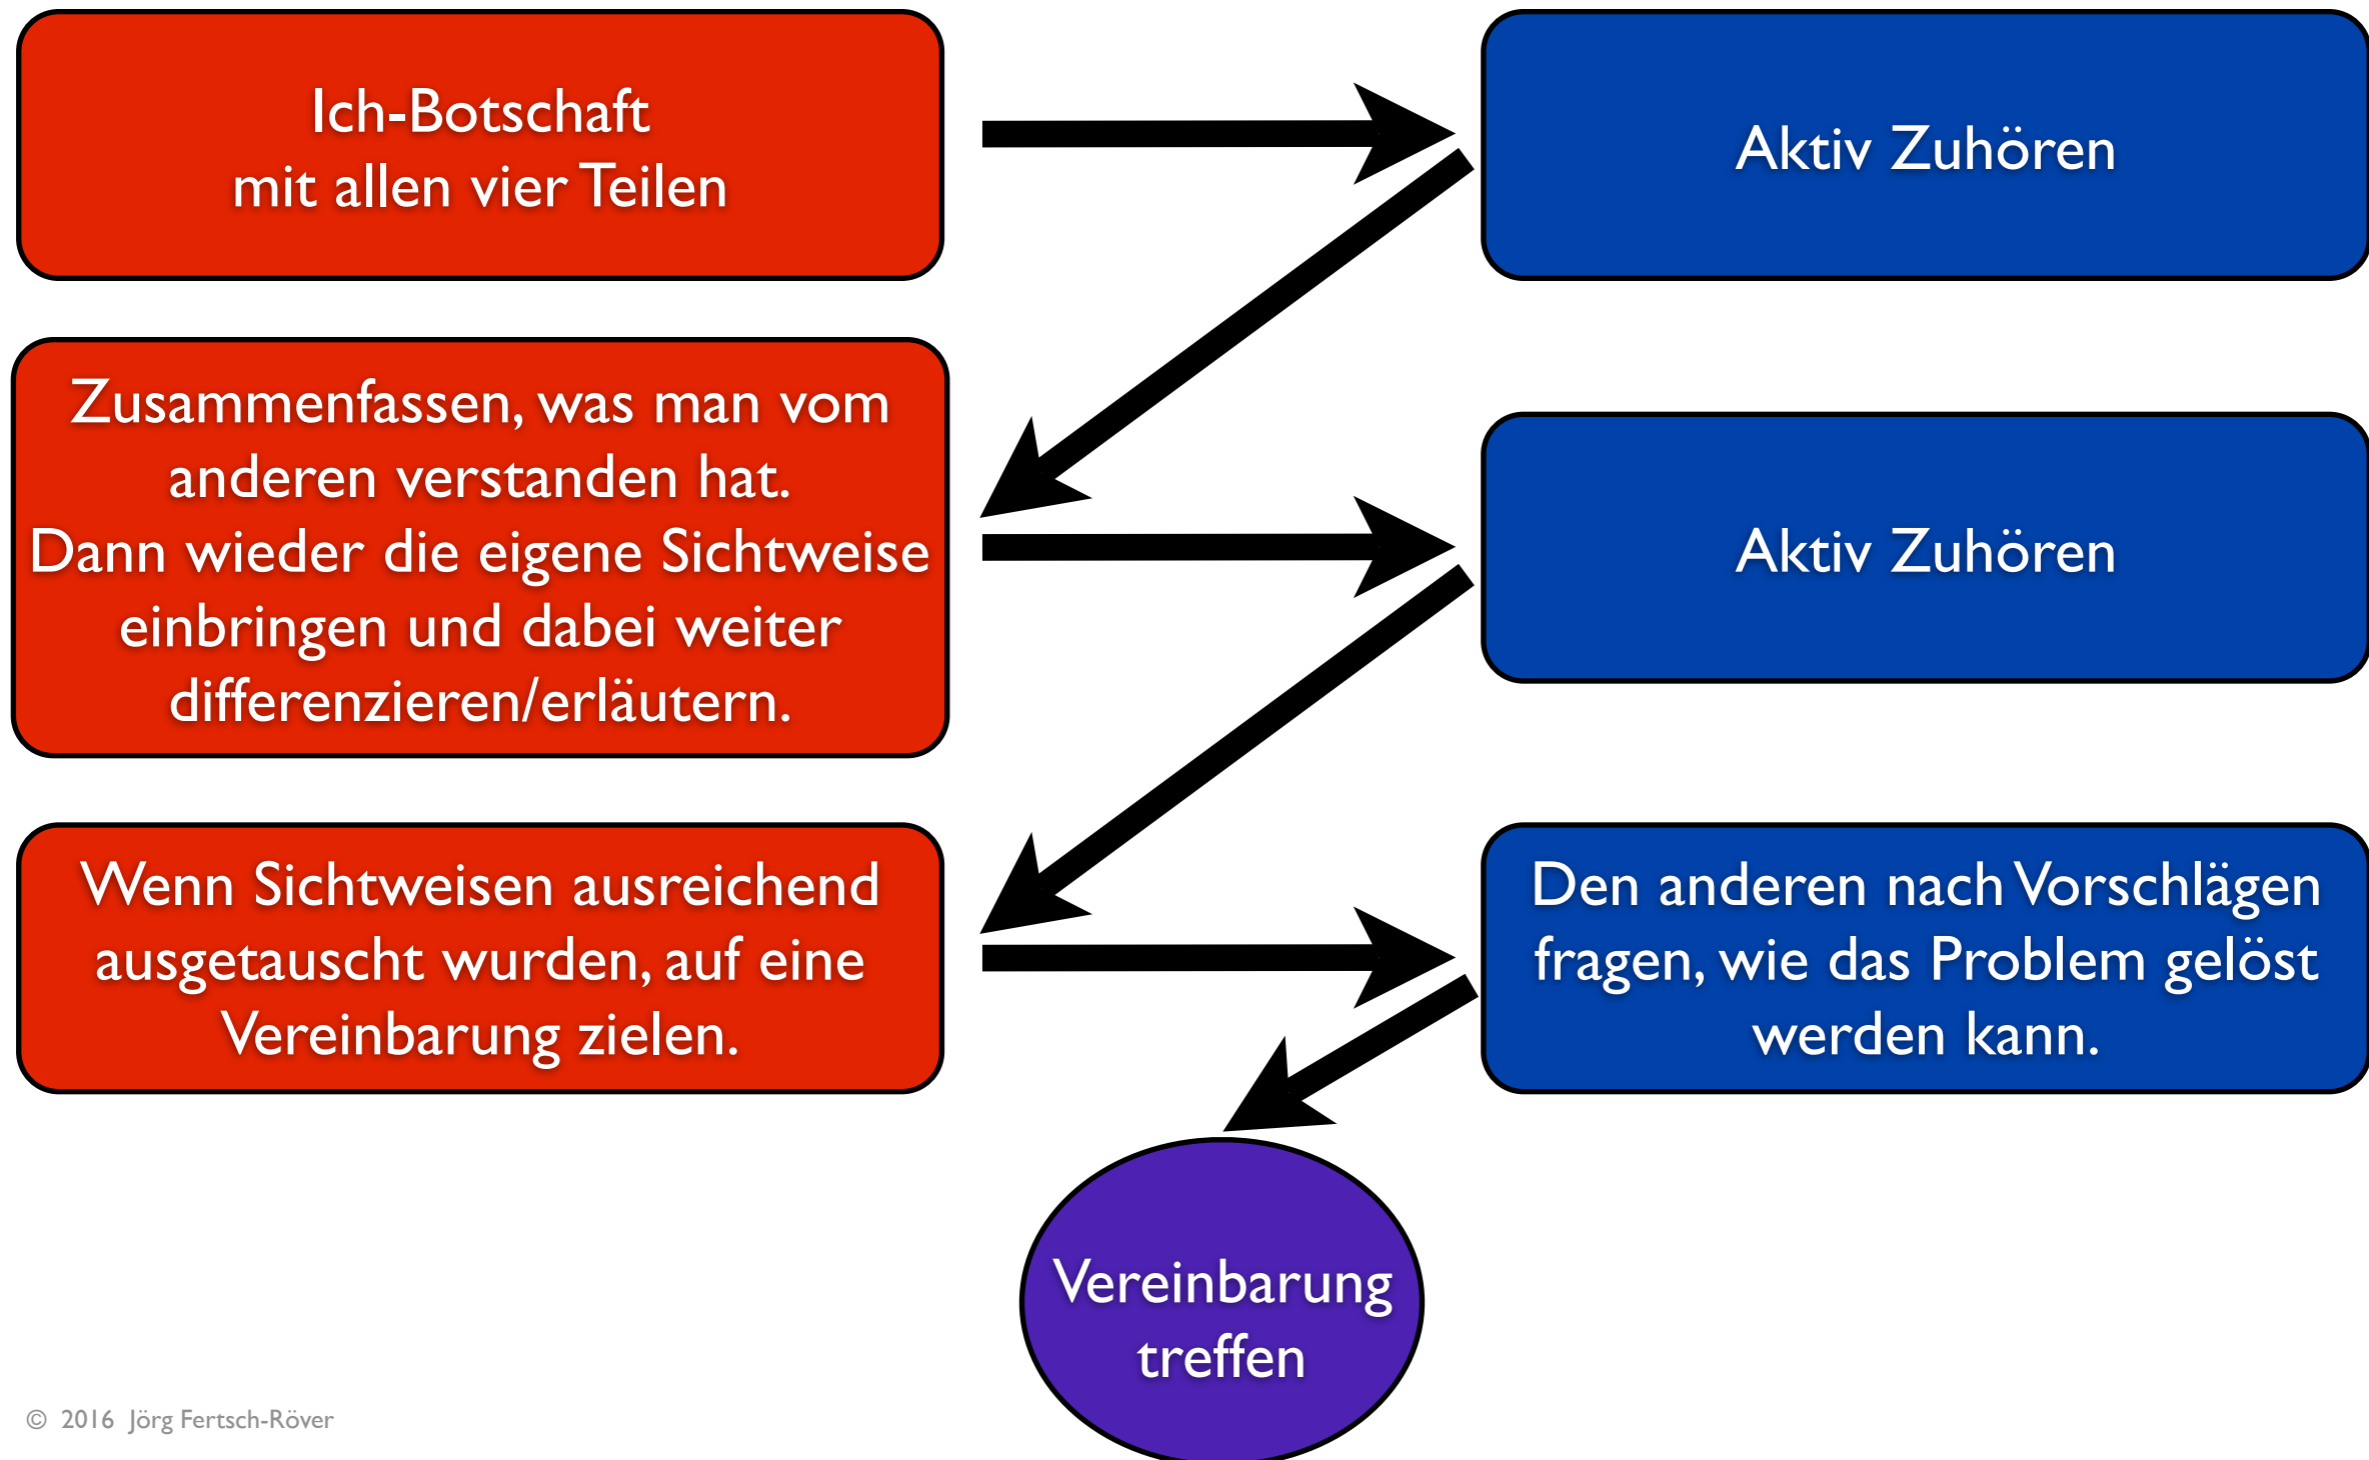 Ich-Botschaft
mit allen vier Teilen
Aktiv Zuhören
Zusammenfassen, was man vom
anderen verstanden hat.
Dann wieder die eigene Sichtweise
einbringen und dabei weiter
differenzieren/erläutern.
Aktiv Zuhören
Wenn Sichtweisen ausreichend
ausgetauscht wurden, auf eine
Vereinbarung zielen.
Den anderen nach Vorschlägen
fragen, wie das Problem gelöst
werden kann.
Vereinbarung
treffen
© 2016 Jörg Fertsch-Röver